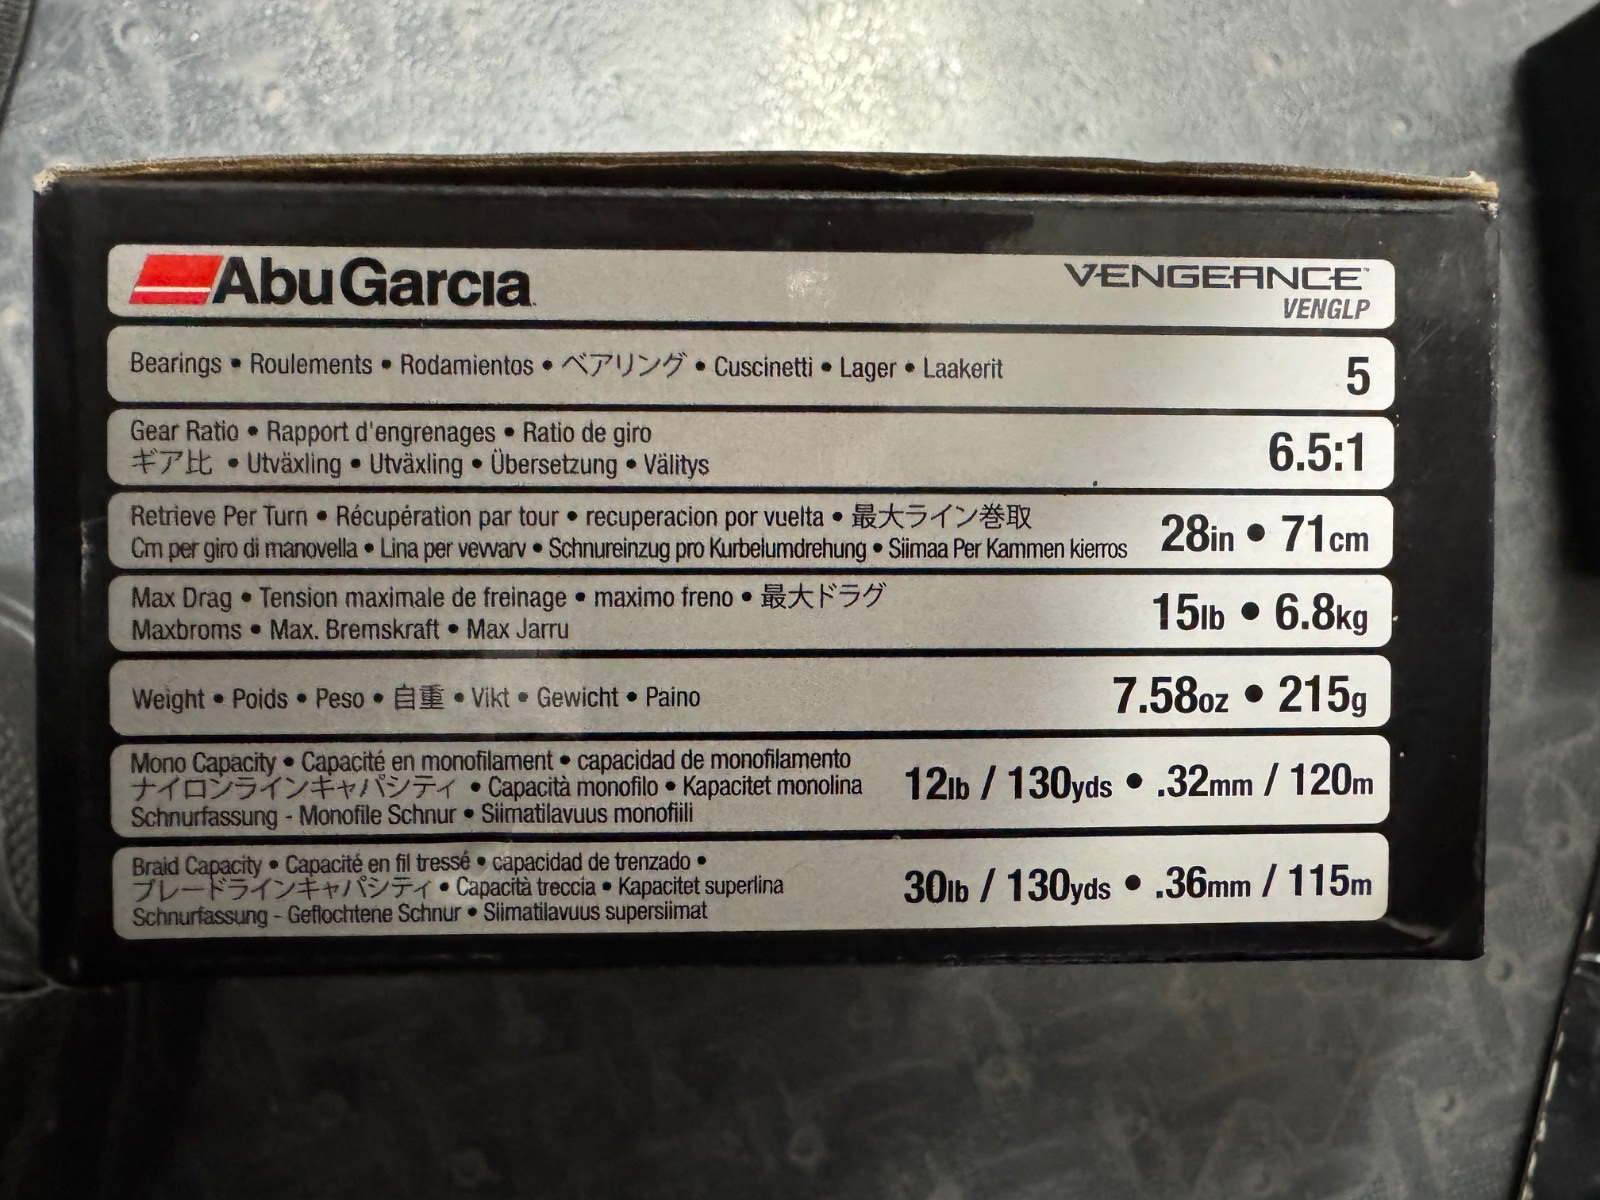 AbuGarcia
VENGEANCE™
VENGLP
Bearings • Roulements • Rodamientos • ベアリング • Cuscinetti • Lager • Laakerit
5
Gear Ratio • Rapport d'engrenages • Ratio de giro
ギア比 • Utväxling • Utväxling • Übersetzung • Välitys
6.5:1
Retrieve Per Turn • Récupération par tour • recuperacion por vuelta • 最大ライン巻取
Cm per giro di manovella • Lina per vevvarv • Schnureinzug pro Kurbelumdrehung • Siimaa Per Kammen kierros
28in • 71cm
Max Drag • Tension maximale de freinage • maximo freno • 最大ドラグ
Maxbroms • Max. Bremskraft • Max Jarru
15lb • 6.8kg
Weight • Poids • Peso • 自重 • Vikt • Gewicht • Paino
7.58oz • 215g
Mono Capacity • Capacité en monofilament • capacidad de monofilamento
ナイロンラインキャパシティ • Capacità monofilo • Kapacitet monolina
Schnurfassung - Monofile Schnur • Siimatilavuus monofiili
12lb / 130yds • .32mm / 120m
Braid Capacity • Capacité en fil tressé • capacidad de trenzado •
ブレードラインキャパシティ • Capacità treccia • Kapacitet superlina
Schnurfassung - Geflochtene Schnur • Siimatilavuus supersiimat
30lb / 130yds • .36mm / 115m